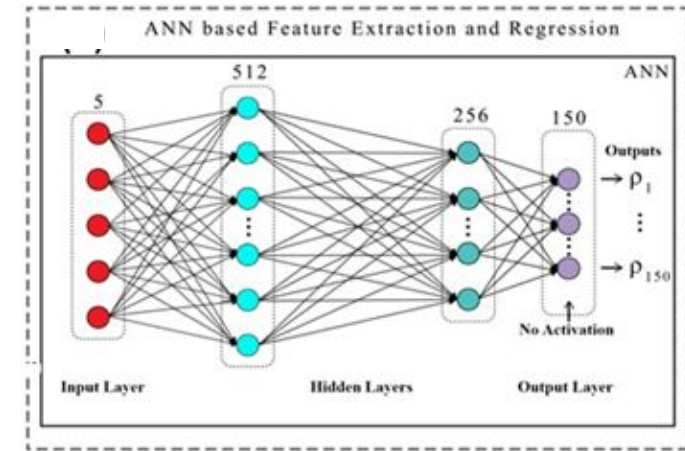 ANN based Feature Extraction and Regression
ANN
5
512
256
150
Outputs
ρ1
ρ150
No Activation
Input Layer
Hidden Layers
Output Layer